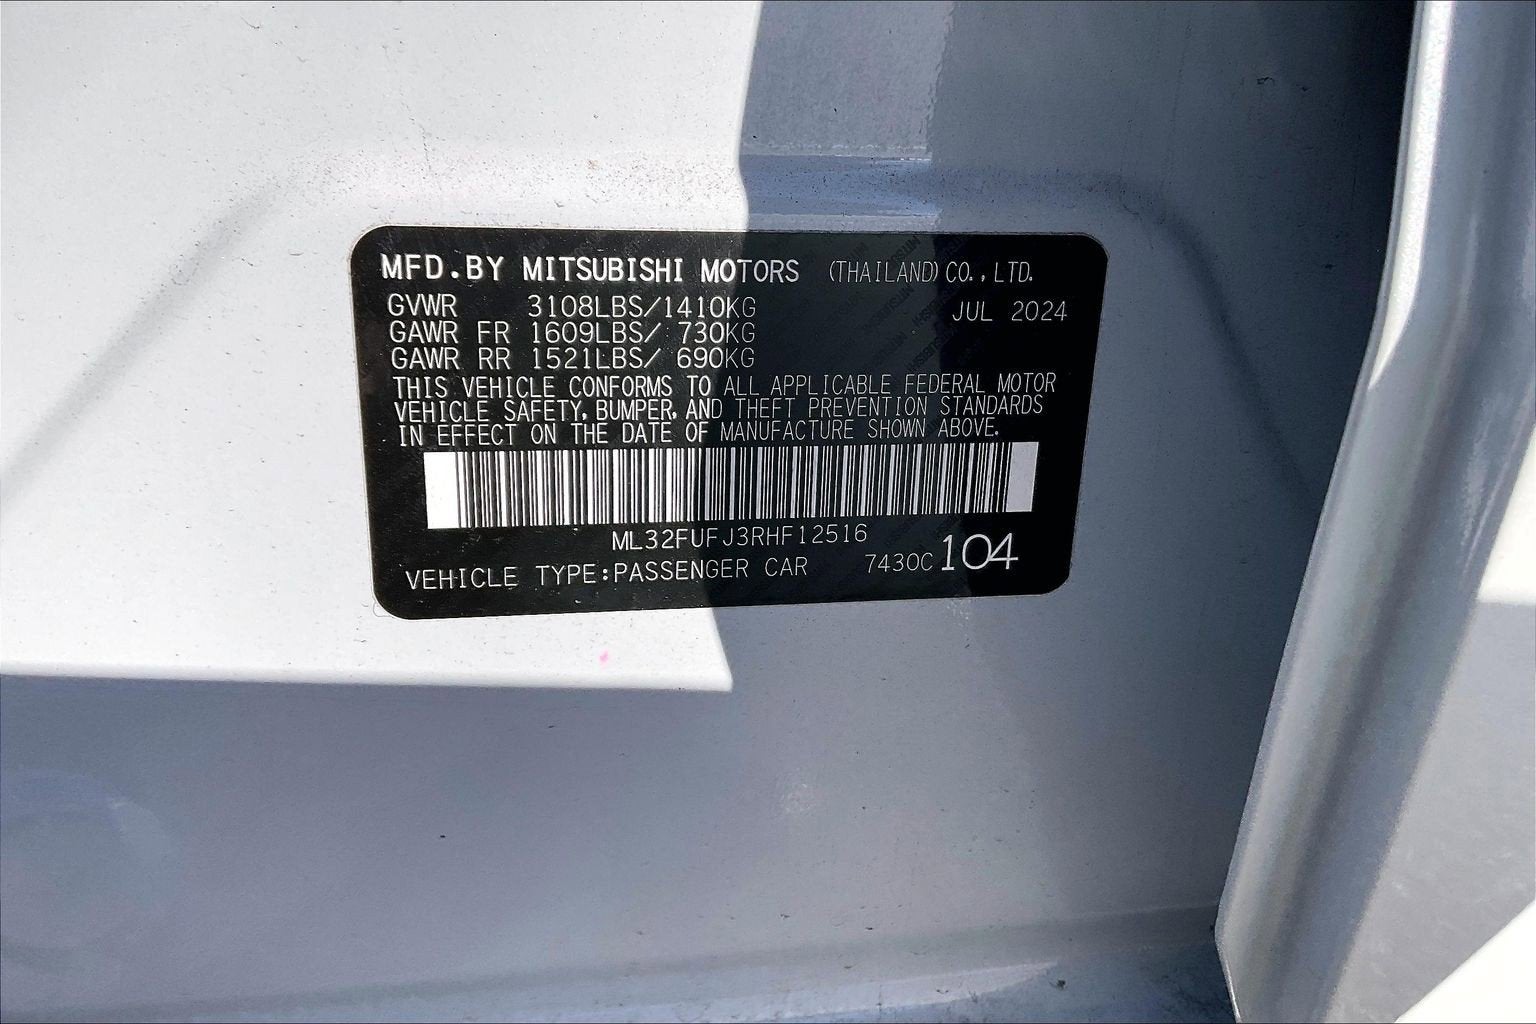 MFD.BY MITSUBISHI MOTORS (THAILAND) CO.,LTD.
GVWR 3108LBS/1410KG JUL 2024
GAWR FR 1609LBS/ 730KG
GAWR RR 1521LBS/ 690KG
THIS VEHICLE CONFORMS TO ALL APPLICABLE FEDERAL MOTOR
VEHICLE SAFETY, BUMPER, AND THEFT PREVENTION STANDARDS
IN EFFECT ON THE DATE OF MANUFACTURE SHOWN ABOVE.
ML32FUFJ3RHF12516
VEHICLE TYPE:PASSENGER CAR 7430C 104